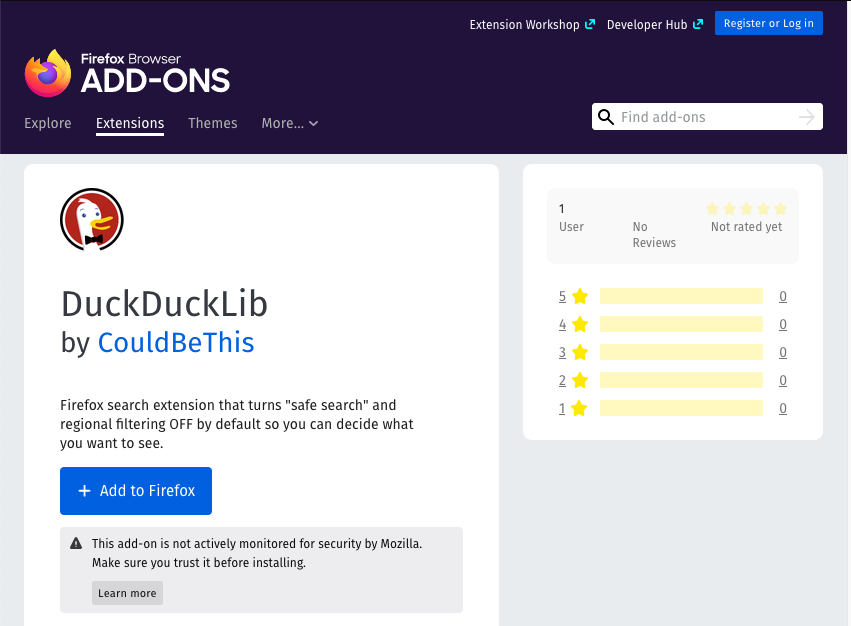 Extension Workshop Developer Hub Register or Log in
Firefox Browser
ADD-ONS
Explore Extensions Themes More...
Find add-ons
DuckDuckLib
by CouldBeThis
Firefox search extension that turns "safe search" and
regional filtering OFF by default so you can decide what
you want to see.
+ Add to Firefox
This add-on is not actively monitored for security by Mozilla.
Make sure you trust it before installing.
Learn more
1
User No Not rated yet
Reviews
5 0
4 0
3 0
2 0
1 0